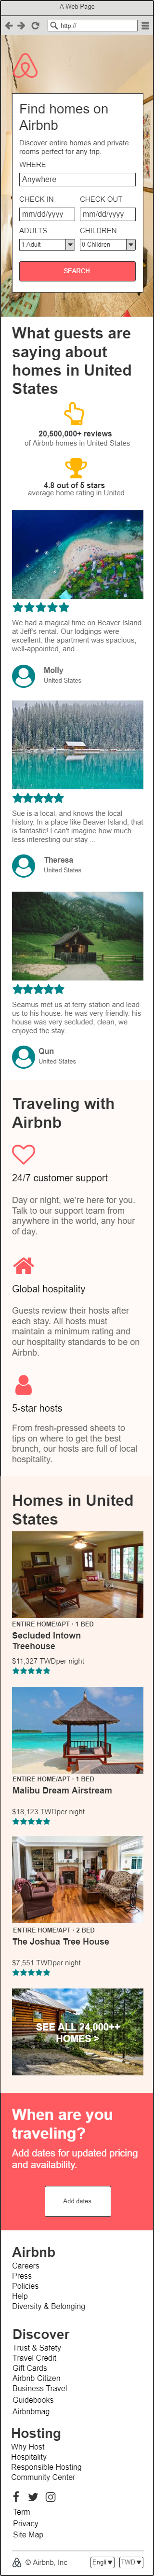 A Web Page
http://
Find homes on
Airbnb
Discover entire homes and private
rooms perfect for any trip.
WHERE
Anywhere
CHECK IN
CHECK OUT
mm/dd/yyyy
mm/dd/yyyy
ADULTS
CHILDREN
1 Adult
0 Children
SEARCH
What guests are
saying about
homes in United
States
20,500,000+ reviews
of Airbnb homes in United States
4.8 out of 5 stars
average home rating in United
We had a magical time on Beaver Island
at Jeff's rental. Our lodgings were
excellent: the apartment was spacious,
well-appointed, and ...
Molly
United States
Sue is a local, and knows the local
history. In a place like Beaver Island, that
is fantastic! I can't imagine how much
less interesting our stay ...
Theresa
United States
Seamus met us at ferry station and lead
us to his house. he was very friendly. his
house was very secluded, clean, we
enjoyed the stay.
Qun
United States
Traveling with
Airbnb
24/7 customer support
Day or night, we're here for you.
Talk to our support team from
anywhere in the world, any hour
of day.
Global hospitality
Guests review their hosts after
each stay. All hosts must
maintain a minimum rating and
our hospitality standards to be on
Airbnb.
5-star hosts
From fresh-pressed sheets to
tips on where to get the best
brunch, our hosts are full of local
hospitality.
Homes in United
States
ENTIRE HOME/APT · 1 BED
Secluded Intown
Treehouse
$11,327 TWDper night
ENTIRE HOME/APT · 1 BED
Malibu Dream Airstream
$18,123 TWDper night
ENTIRE HOME/APT · 2 BED
The Joshua Tree House
$7,551 TWDper night
SEE ALL 24,000++
HOMES >
When are you
traveling?
Add dates for updated pricing
and availability.
Add dates
Airbnb
Careers
Press
Policies
Help
Diversity & Belonging
Discover
Trust & Safety
Travel Credit
Gift Cards
Airbnb Citizen
Business Travel
Guidebooks
Airbnbmag
Hosting
Why Host
Hospitality
Responsible Hosting
Community Center
Term
Privacy
Site Map
© Airbnb, Inc
Engli
TWD